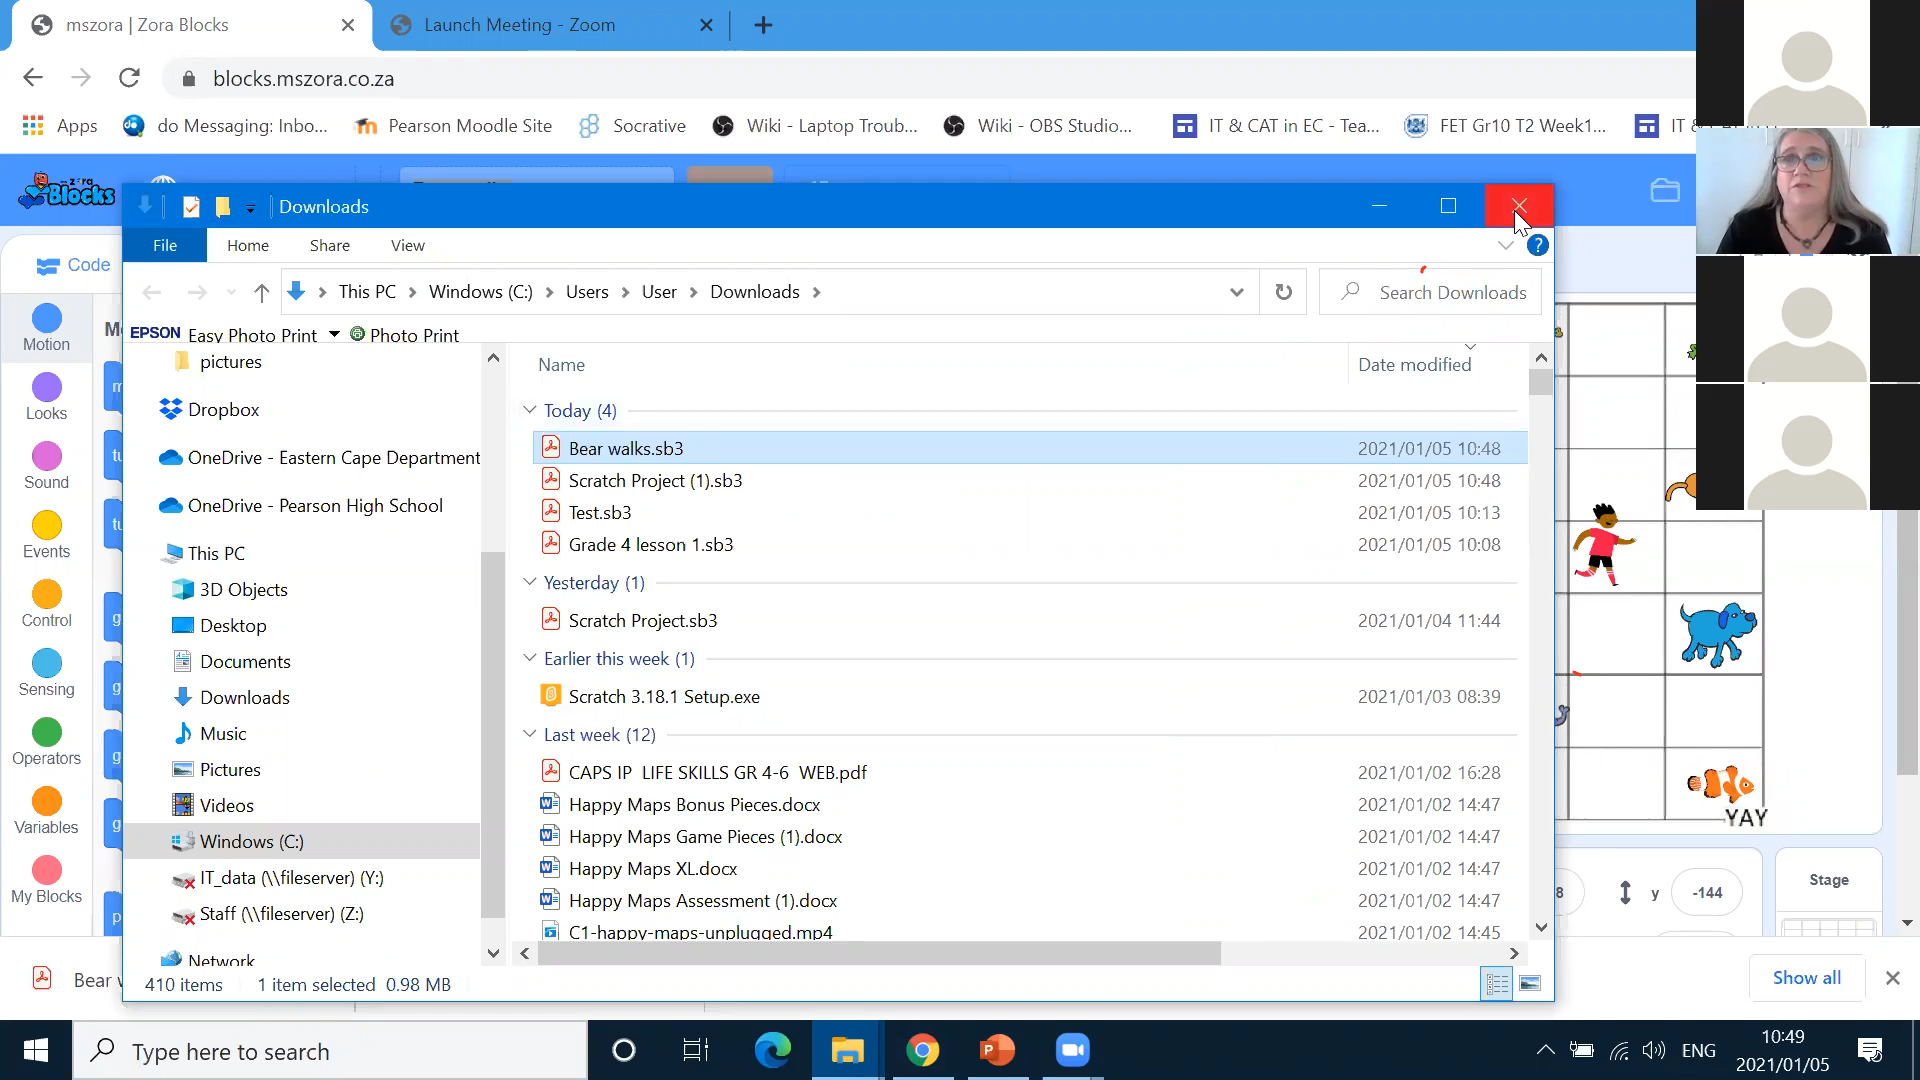 mszora | Zora Blocks
Launch Meeting - Zoom
blocks.mszora.co.za
Apps
do Messaging: Inbo...
Pearson Moodle Site
Socrative
Wiki - Laptop Troub...
Wiki - OBS Studio...
IT & CAT in EC - Tea...
FET Gr10 T2 Week1...
IT &
zora
Blocks
Downloads
File
Home
Share
View
Code
This PC > Windows (C:) > Users > User > Downloads >
Search Downloads
EPSON Easy Photo Print
Photo Print
Motion
Looks
Sound
Events
Control
Sensing
Operators
Variables
My Blocks
pictures
Dropbox
OneDrive - Eastern Cape Department
OneDrive - Pearson High School
This PC
3D Objects
Desktop
Documents
Downloads
Music
Pictures
Videos
Windows (C:)
IT_data (\\fileserver) (Y:)
Staff (\\fileserver) (Z:)
Network
Name Date modified
Today (4)
Bear walks.sb3 2021/01/05 10:48
Scratch Project (1).sb3 2021/01/05 10:48
Test.sb3 2021/01/05 10:13
Grade 4 lesson 1.sb3 2021/01/05 10:08
Yesterday (1)
Scratch Project.sb3 2021/01/04 11:44
Earlier this week (1)
Scratch 3.18.1 Setup.exe 2021/01/03 08:39
Last week (12)
CAPS IP LIFE SKILLS GR 4-6 WEB.pdf 2021/01/02 16:28
Happy Maps Bonus Pieces.docx 2021/01/02 14:47
Happy Maps Game Pieces (1).docx 2021/01/02 14:47
Happy Maps XL.docx 2021/01/02 14:47
Happy Maps Assessment (1).docx 2021/01/02 14:47
C1-happy-maps-unplugged.mp4 2021/01/02 14:45
410 items 1 item selected 0.98 MB
YAY
8
y -144
Stage
Bear
Show all
Type here to search
ENG
10:49
2021/01/05